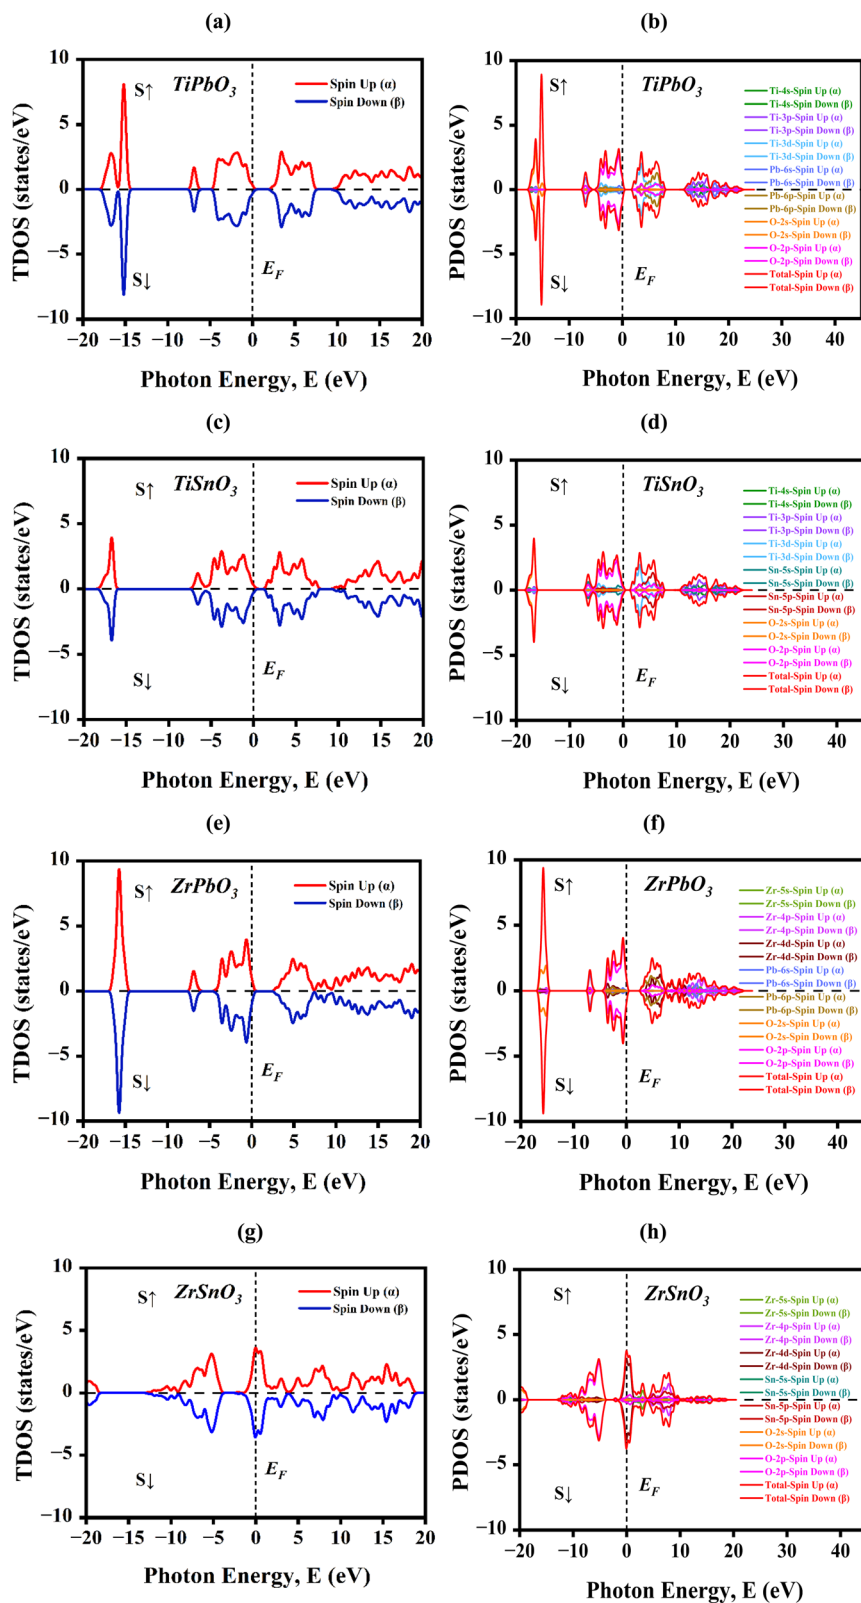 (a)
10
5
0
−5
−10
−20
−15
−10
−5
0
5
10
15
20
TDOS (states/eV)
Photon Energy, E (eV)
S↑
TiPbO3
Spin Up (α)
Spin Down (β)
S↓
EF
(b)
10
5
0
−5
−10
−20
−10
0
10
20
30
40
PDOS (states/eV)
Photon Energy, E (eV)
S↑
TiPbO3
Ti-4s-Spin Up (α)
Ti-4s-Spin Down (β)
Ti-3p-Spin Up (α)
Ti-3p-Spin Down (β)
Ti-3d-Spin Up (α)
Ti-3d-Spin Down (β)
Pb-6s-Spin Up (α)
Pb-6s-Spin Down (β)
Pb-6p-Spin Up (α)
Pb-6p-Spin Down (β)
O-2s-Spin Up (α)
O-2s-Spin Down (β)
O-2p-Spin Up (α)
O-2p-Spin Down (β)
Total-Spin Up (α)
Total-Spin Down (β)
S↓
EF
(c)
10
5
0
−5
−10
−20
−15
−10
−5
0
5
10
15
20
TDOS (states/eV)
Photon Energy, E (eV)
S↑
TiSnO3
Spin Up (α)
Spin Down (β)
S↓
EF
(d)
10
5
0
−5
−10
−20
−10
0
10
20
30
40
PDOS (states/eV)
Photon Energy, E (eV)
S↑
TiSnO3
Ti-4s-Spin Up (α)
Ti-4s-Spin Down (β)
Ti-3p-Spin Up (α)
Ti-3p-Spin Down (β)
Ti-3d-Spin Up (α)
Ti-3d-Spin Down (β)
Sn-5s-Spin Up (α)
Sn-5s-Spin Down (β)
Sn-5p-Spin Up (α)
Sn-5p-Spin Down (β)
O-2s-Spin Up (α)
O-2s-Spin Down (β)
O-2p-Spin Up (α)
O-2p-Spin Down (β)
Total-Spin Up (α)
Total-Spin Down (β)
S↓
EF
(e)
10
5
0
−5
−10
−20
−15
−10
−5
0
5
10
15
20
TDOS (states/eV)
Photon Energy, E (eV)
S↑
ZrPbO3
Spin Up (α)
Spin Down (β)
S↓
EF
(f)
10
5
0
−5
−10
−20
−10
0
10
20
30
40
PDOS (states/eV)
Photon Energy, E (eV)
S↑
ZrPbO3
Zr-5s-Spin Up (α)
Zr-5s-Spin Down (β)
Zr-4p-Spin Up (α)
Zr-4p-Spin Down (β)
Zr-4d-Spin Up (α)
Zr-4d-Spin Down (β)
Pb-6s-Spin Up (α)
Pb-6s-Spin Down (β)
Pb-6p-Spin Up (α)
Pb-6p-Spin Down (β)
O-2s-Spin Up (α)
O-2s-Spin Down (β)
O-2p-Spin Up (α)
O-2p-Spin Down (β)
Total-Spin Up (α)
Total-Spin Down (β)
S↓
EF
(g)
10
5
0
−5
−10
−20
−15
−10
−5
0
5
10
15
20
TDOS (states/eV)
Photon Energy, E (eV)
S↑
ZrSnO3
Spin Up (α)
Spin Down (β)
S↓
EF
(h)
10
5
0
−5
−10
−20
−10
0
10
20
30
40
PDOS (states/eV)
Photon Energy, E (eV)
S↑
ZrSnO3
Zr-5s-Spin Up (α)
Zr-5s-Spin Down (β)
Zr-4p-Spin Up (α)
Zr-4p-Spin Down (β)
Zr-4d-Spin Up (α)
Zr-4d-Spin Down (β)
Sn-5s-Spin Up (α)
Sn-5s-Spin Down (β)
Sn-5p-Spin Up (α)
Sn-5p-Spin Down (β)
O-2s-Spin Up (α)
O-2s-Spin Down (β)
O-2p-Spin Up (α)
O-2p-Spin Down (β)
Total-Spin Up (α)
Total-Spin Down (β)
S↓
EF